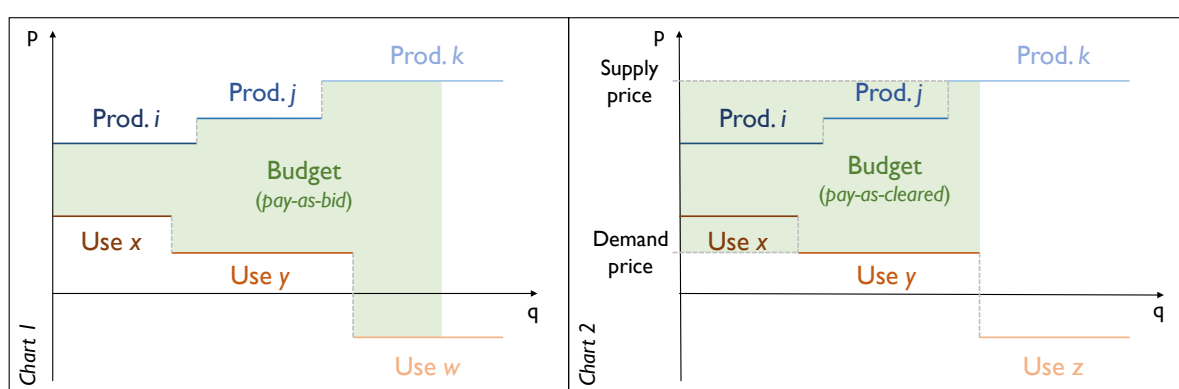 P
Prod. k
Prod. j
Prod. i
Budget
(pay-as-bid)
Use x
Use y
q
Use w
Chart 1
P
Prod. k
Supply
price
Prod. j
Prod. i
Budget
(pay-as-cleared)
Demand
price
Use x
Use y
q
Use z
Chart 2